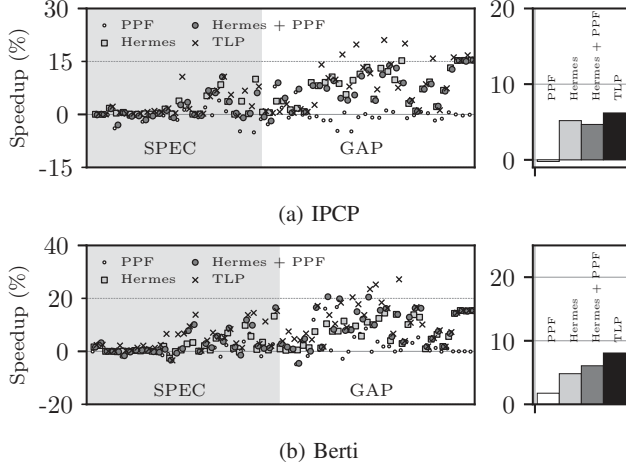 30
15
0
-15
Speedup (%)
PPF
Hermes + PPF
Hermes
TLP
SPEC
GAP
20
10
0
PPF
Hermes
Hermes + PPF
TLP
(a) IPCP
40
20
0
-20
Speedup (%)
PPF
Hermes + PPF
Hermes
TLP
SPEC
GAP
20
10
0
PPF
Hermes
Hermes + PPF
TLP
(b) Berti